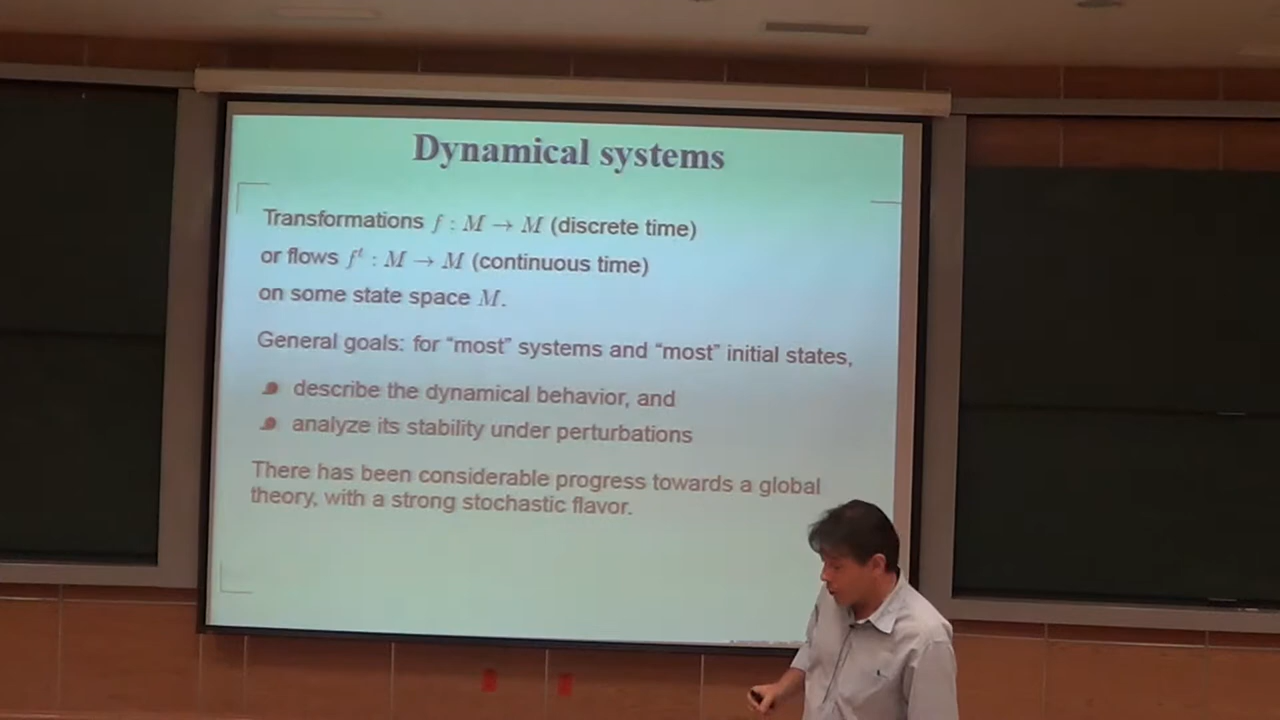 Dynamical systems
Transformations f : M → M (discrete time)
or flows fᵗ : M → M (continuous time)
on some state space M.
General goals: for “most” systems and “most” initial states,
describe the dynamical behavior, and
analyze its stability under perturbations
There has been considerable progress towards a global
theory, with a strong stochastic flavor.